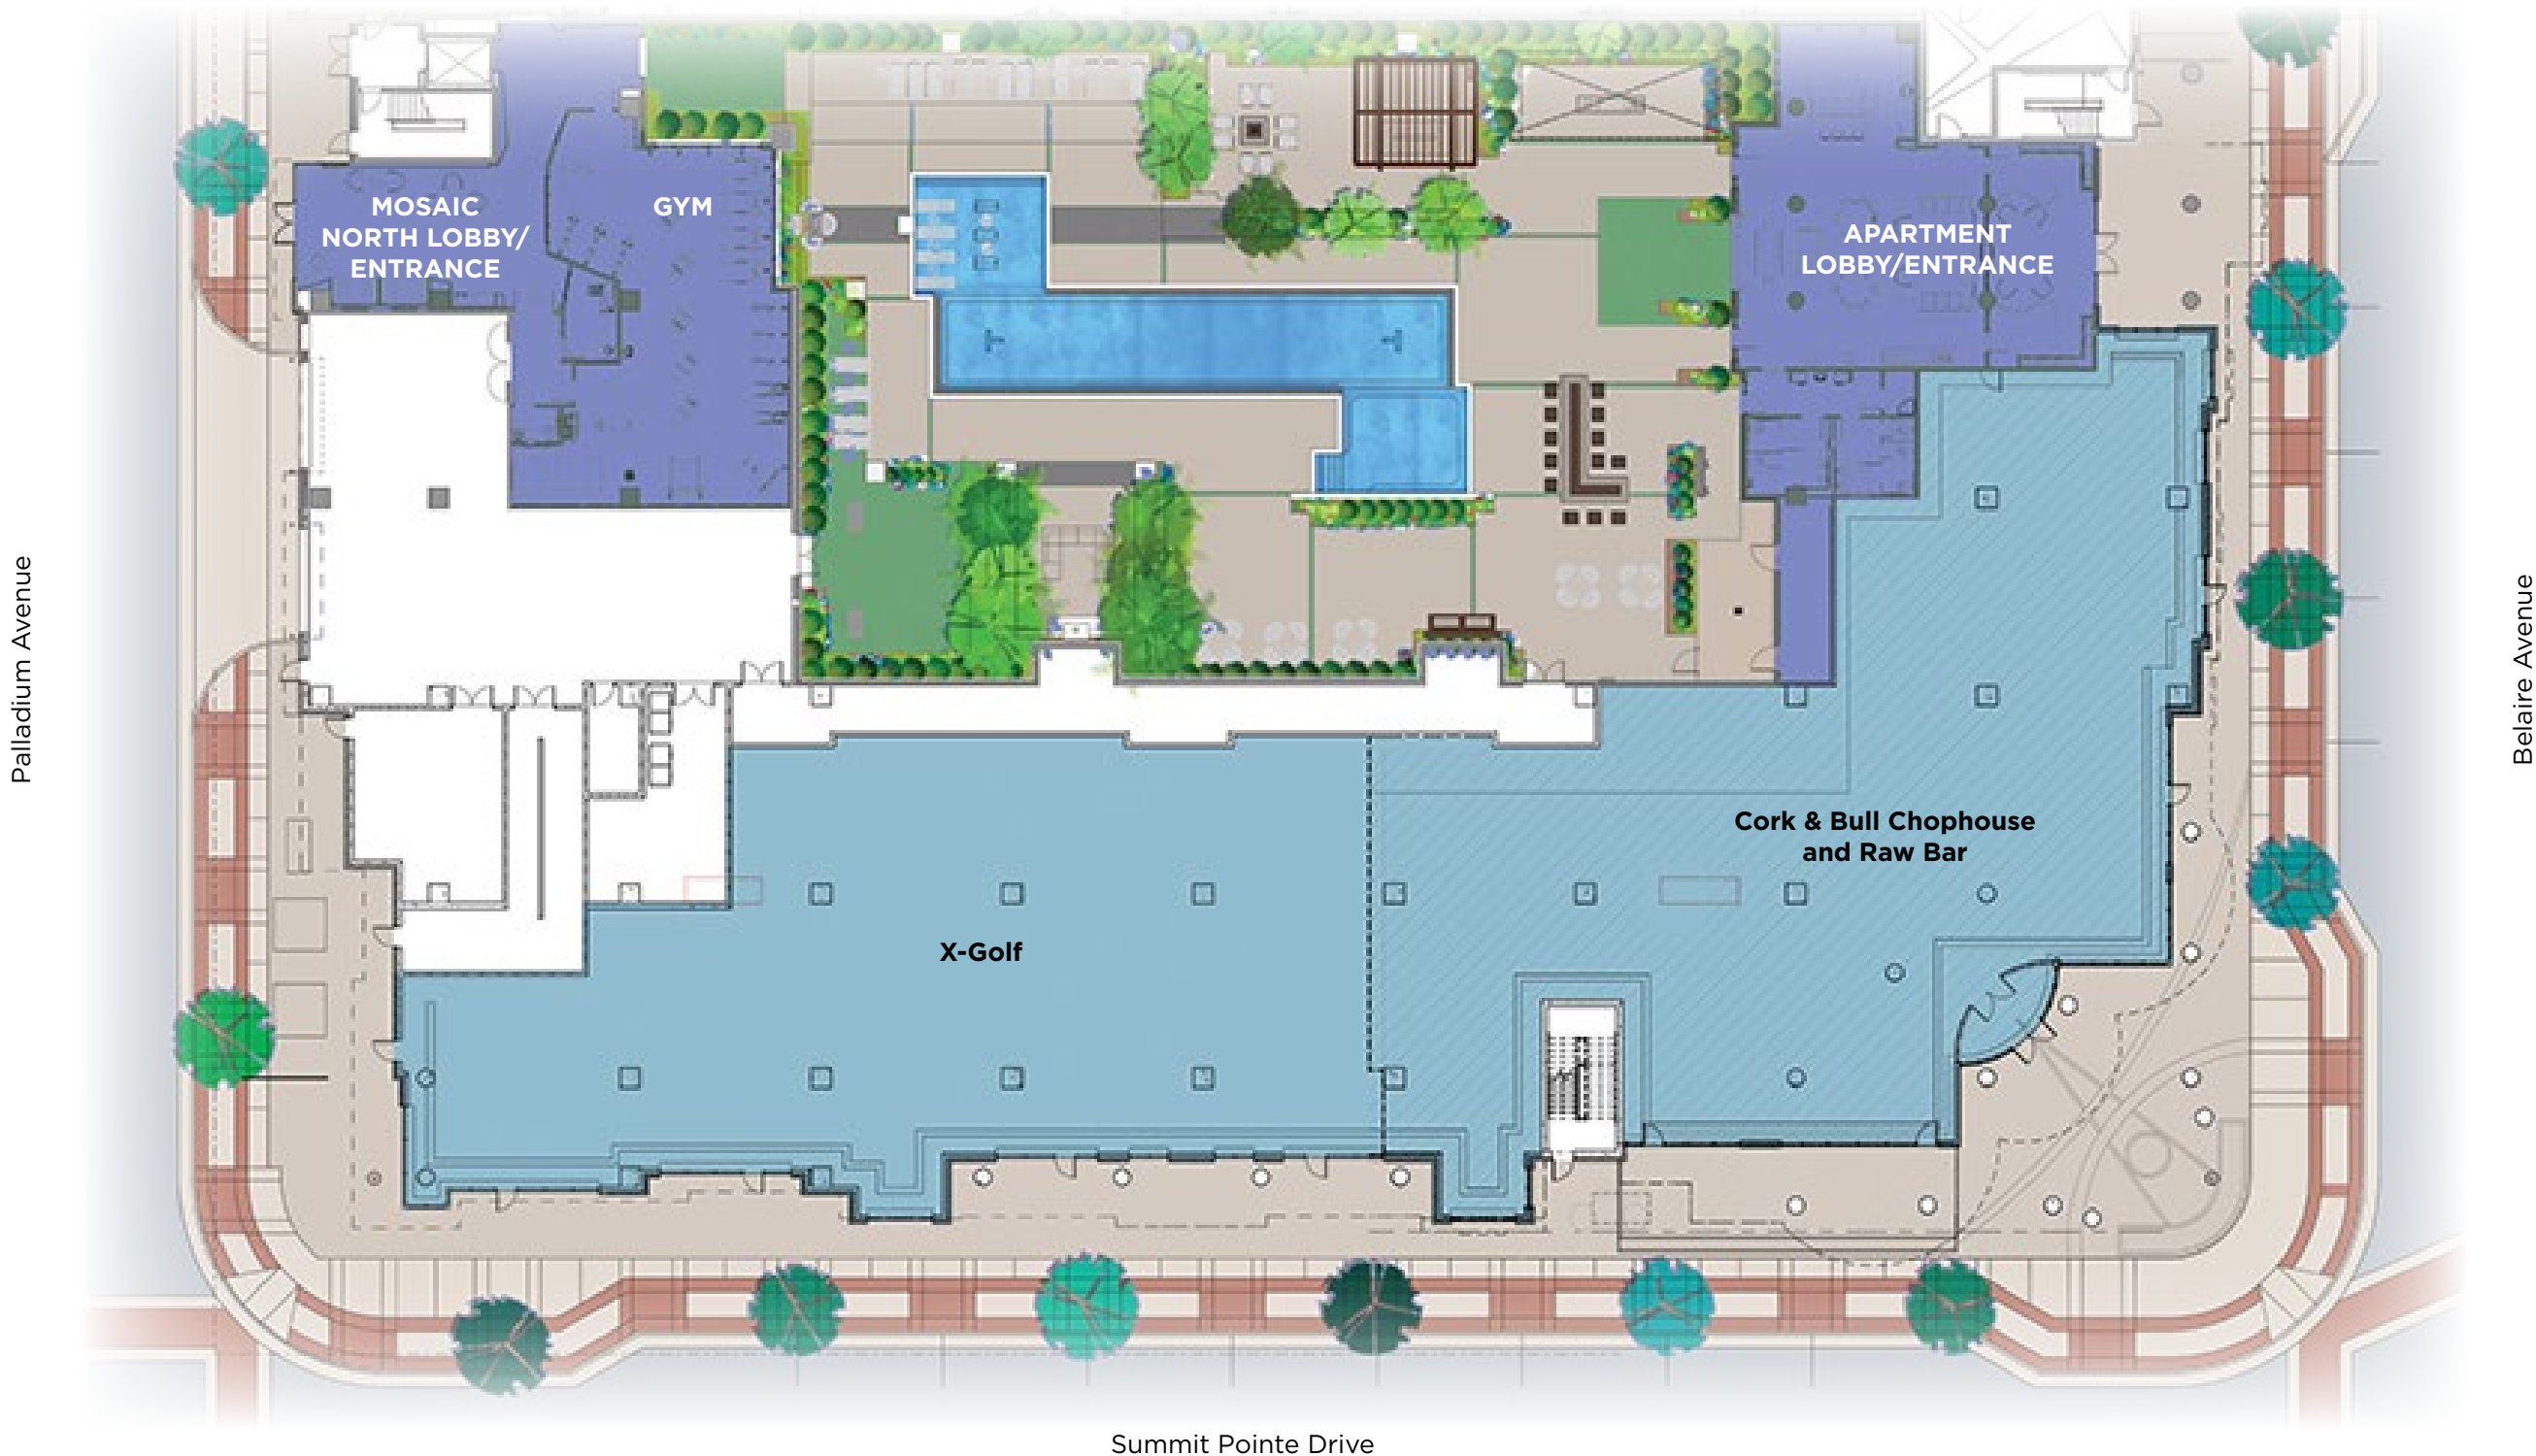 MOSAIC
NORTH LOBBY/
ENTRANCE
GYM
APARTMENT
LOBBY/ENTRANCE
Palladium Avenue
Belaire Avenue
Cork & Bull Chophouse
and Raw Bar
X-Golf
Summit Pointe Drive